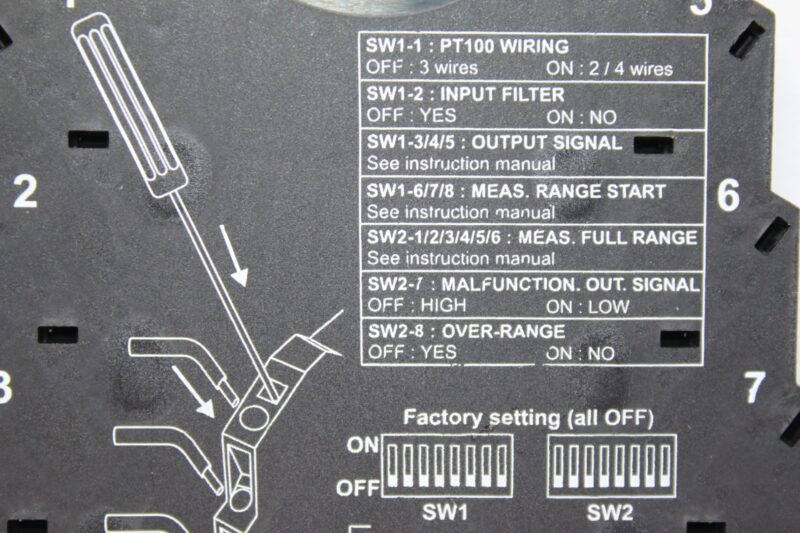 1
5
SW1-1 : PT100 WIRING
OFF : 3 wires ON : 2 / 4 wires
SW1-2 : INPUT FILTER
OFF : YES ON : NO
SW1-3/4/5 : OUTPUT SIGNAL
See instruction manual
2
SW1-6/7/8 : MEAS. RANGE START
See instruction manual
6
SW2-1/2/3/4/5/6 : MEAS. FULL RANGE
See instruction manual
SW2-7 : MALFUNCTION. OUT. SIGNAL
OFF : HIGH ON : LOW
SW2-8 : OVER-RANGE
OFF : YES ON : NO
3
7
Factory setting (all OFF)
ON
OFF
SW1 SW2